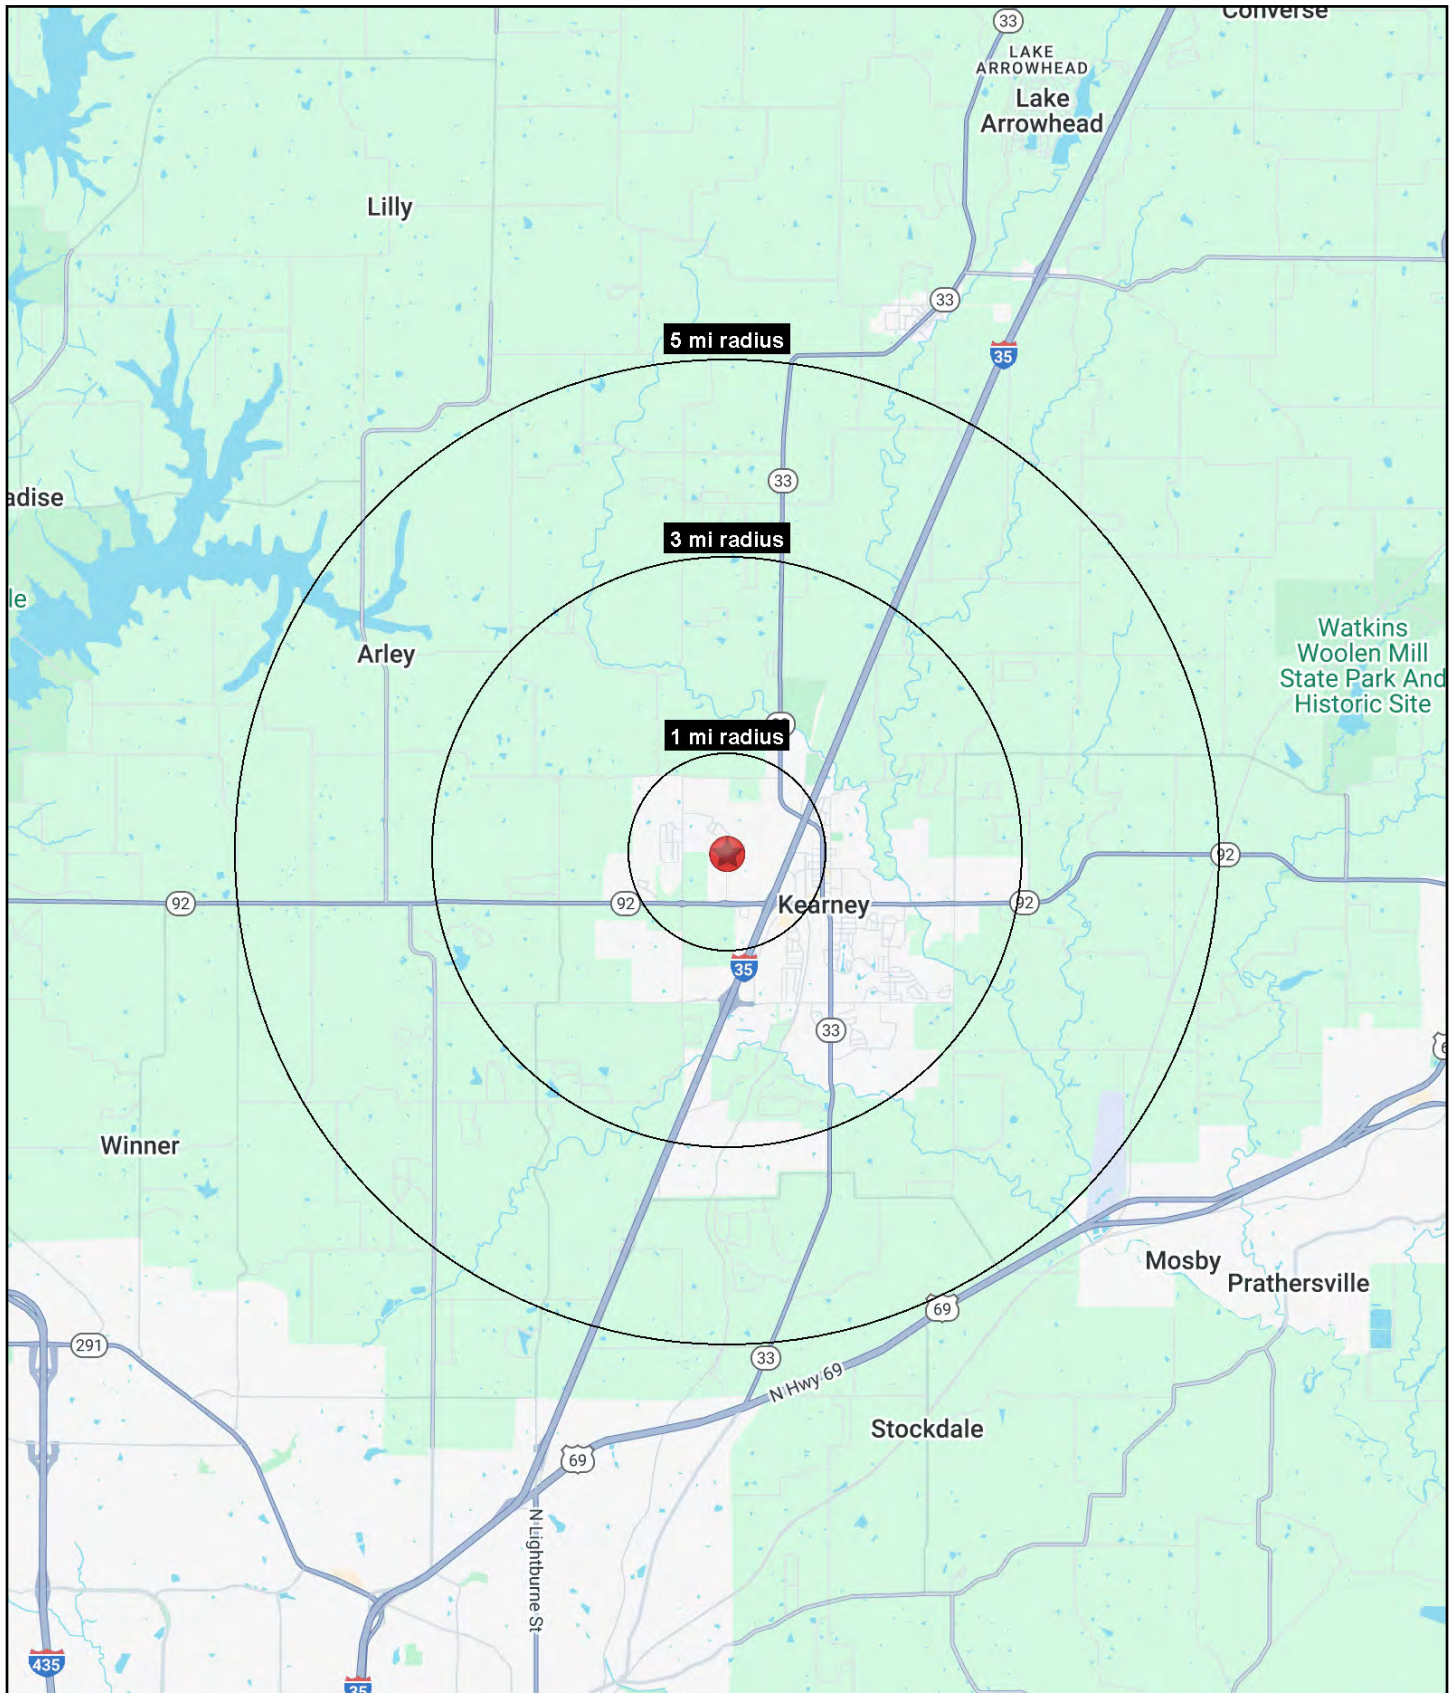 Converse
33
LAKE
ARROWHEAD
Lake
Arrowhead
Lilly
33
5 mi radius
35
33
adise
3 mi radius
le
Watkins
Woolen Mill
State Park And
Historic Site
Arley
1 mi radius
92
92
92
92
Kearney
35
33
Winner
Mosby
Prathersville
69
291
33
N Hwy 69
Stockdale
69
N Lightburne St
435
35